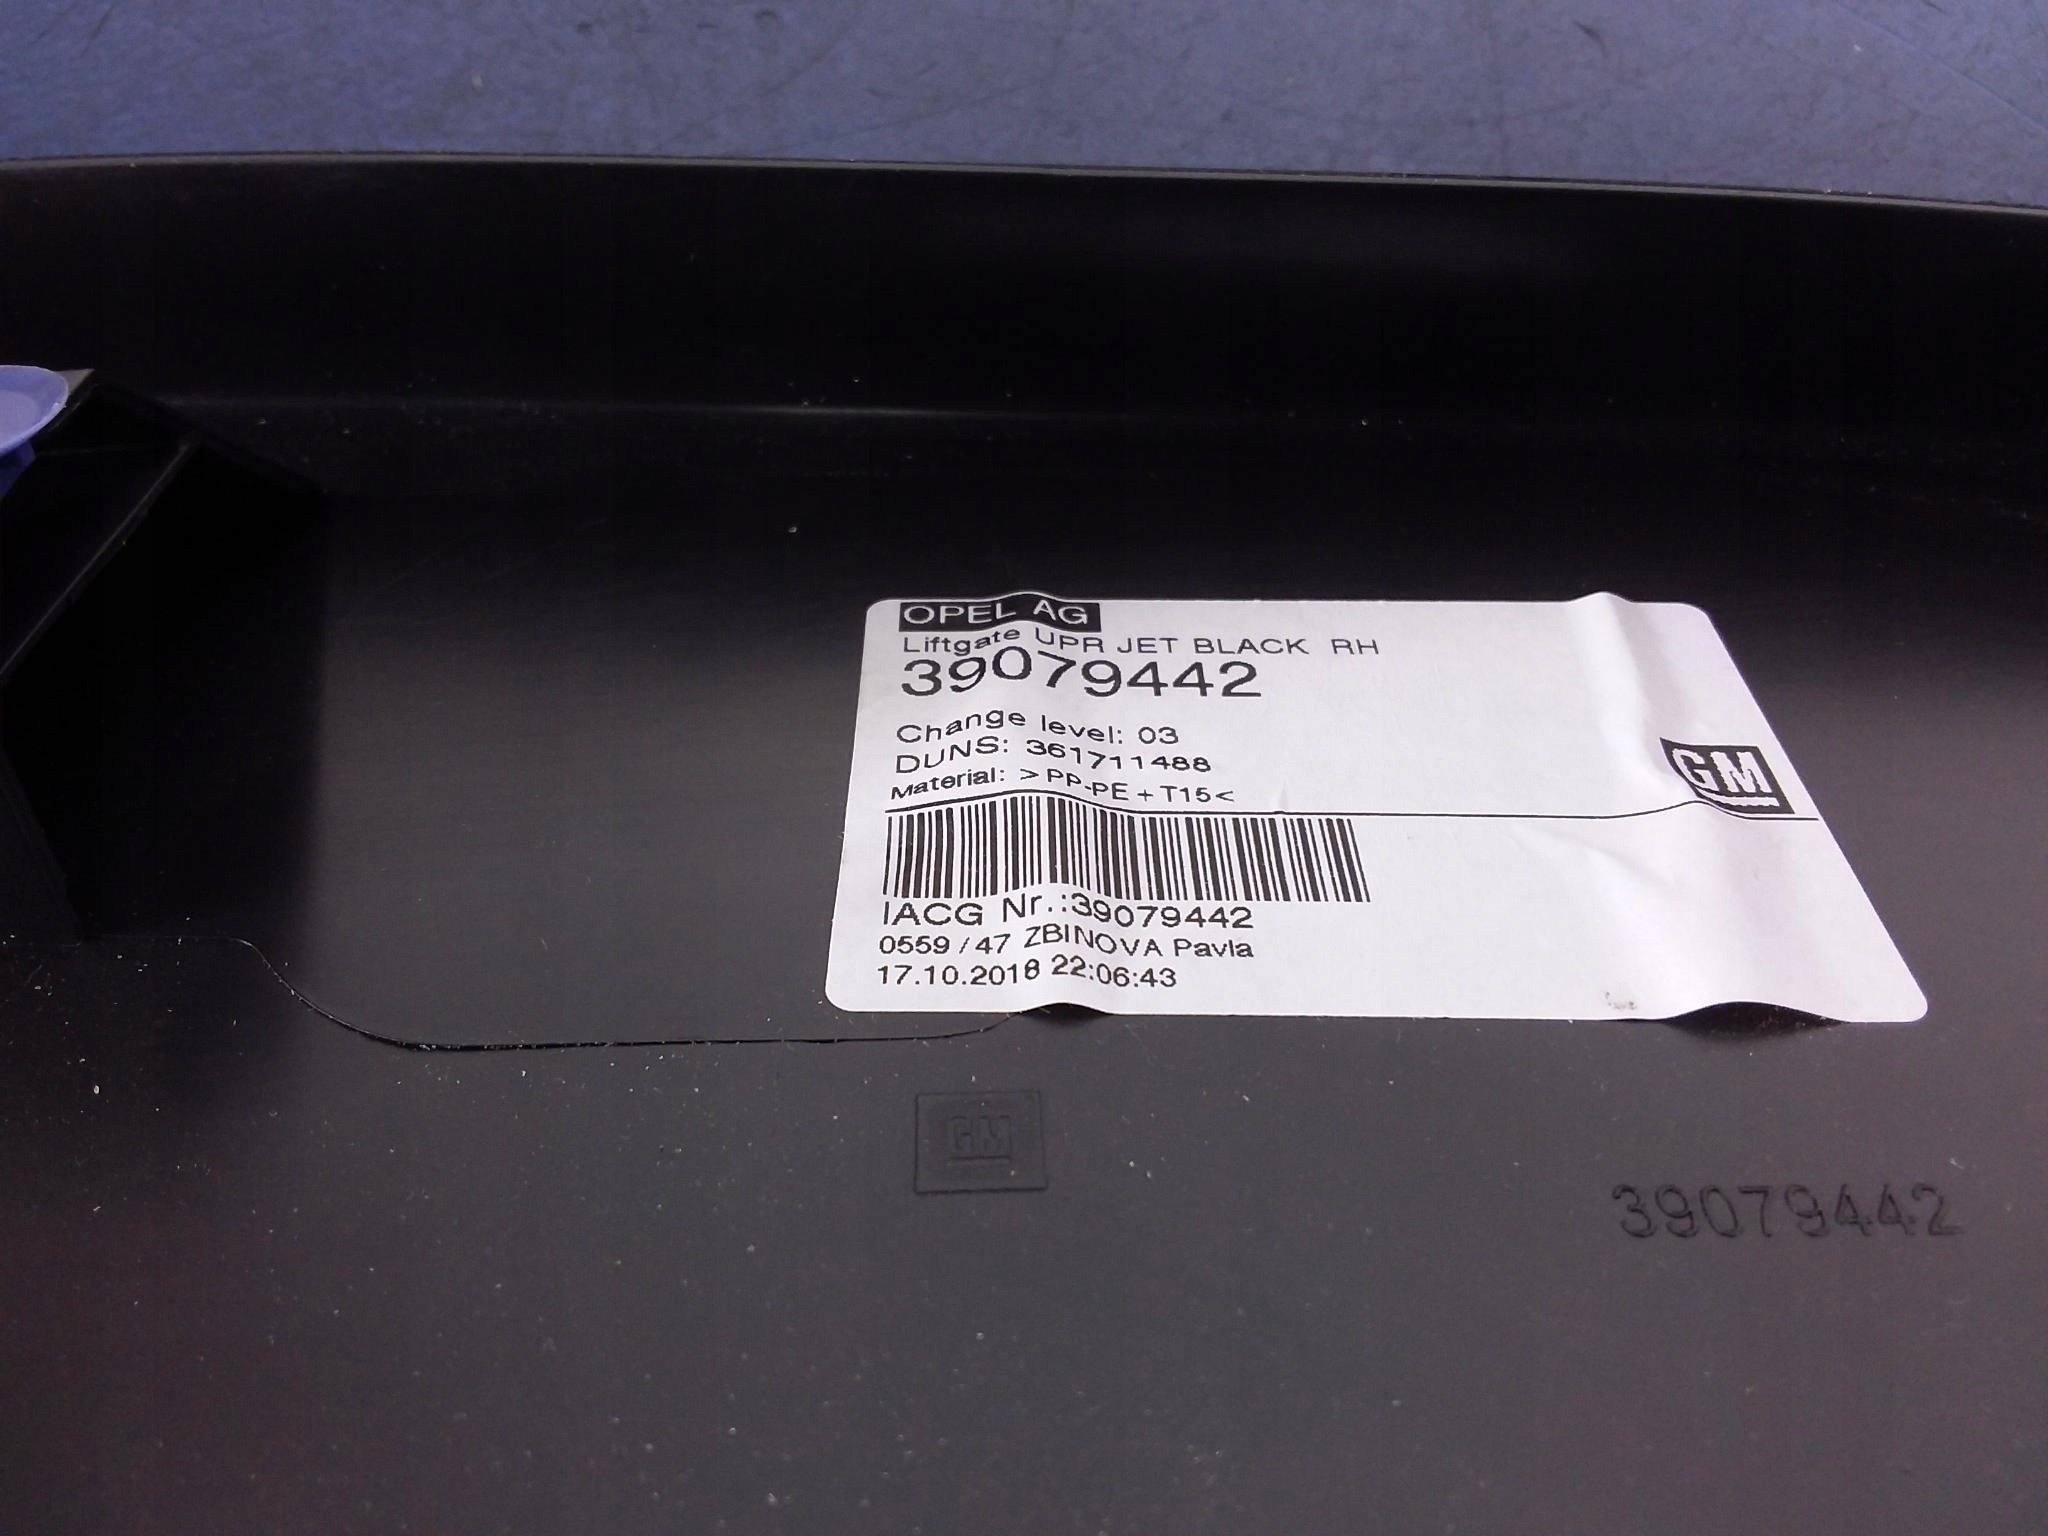 OPEL AG
Liftgate UPR JET BLACK RH
39079442
Change level: 03
DUNS: 361711488
Material: >PP-PE+T15<
GM
IACG Nr.:39079442
0559 / 47 ZBINOVA Pavla
17.10.2018 22:06:43
GM
39079442